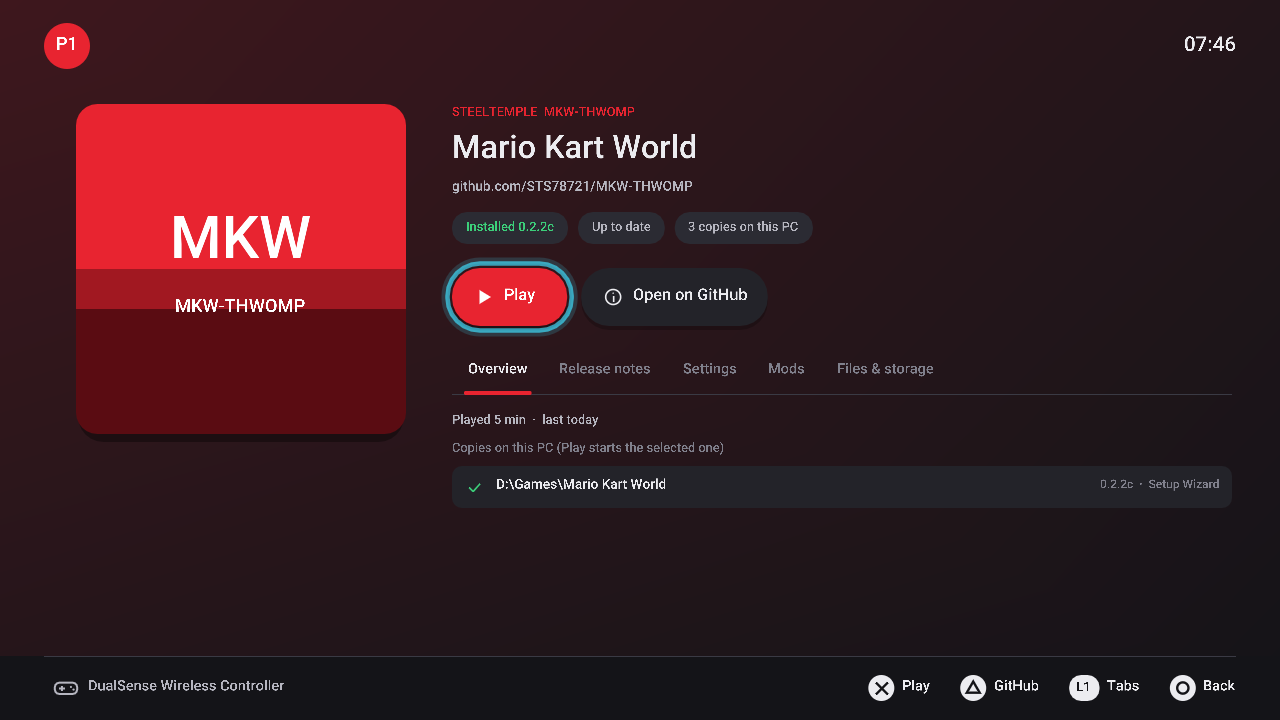 P1
07:46
MKW
MKW-THWOMP
STEELTEMPLE MKW-THWOMP
Mario Kart World
github.com/STS78721/MKW-THWOMP
Installed 0.2.2c
Up to date
3 copies on this PC
Play
Open on GitHub
Overview
Release notes
Settings
Mods
Files & storage
Played 5 min · last today
Copies on this PC (Play starts the selected one)
D:\Games\Mario Kart World
0.2.2c · Setup Wizard
DualSense Wireless Controller
Play
GitHub
L1 Tabs
Back